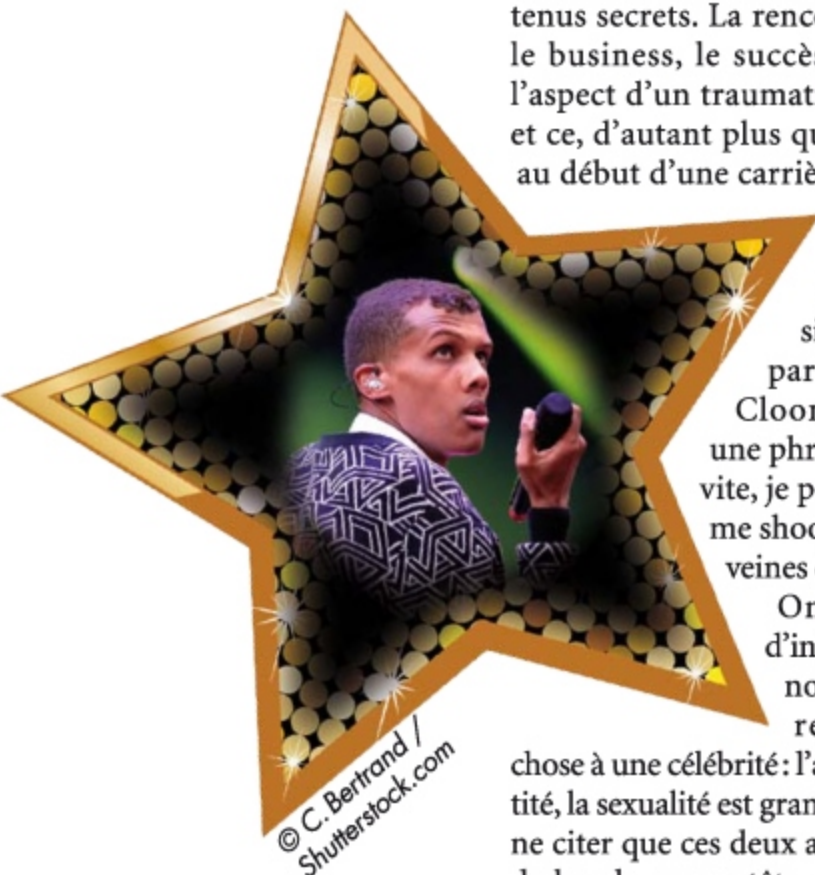 tenus secrets. La renc
le business, le succè
l’aspect d’un traumat
et ce, d’autant plus qu
au début d’une carriè
si
par
Cloon
une phr
vite, je p
me shoo
veines
On
d’in
no
re
chose à une célébrité : l’a
tité, la sexualité est gran
ne citer que ces deux a
© C. Bertrand /
Shutterstock.com